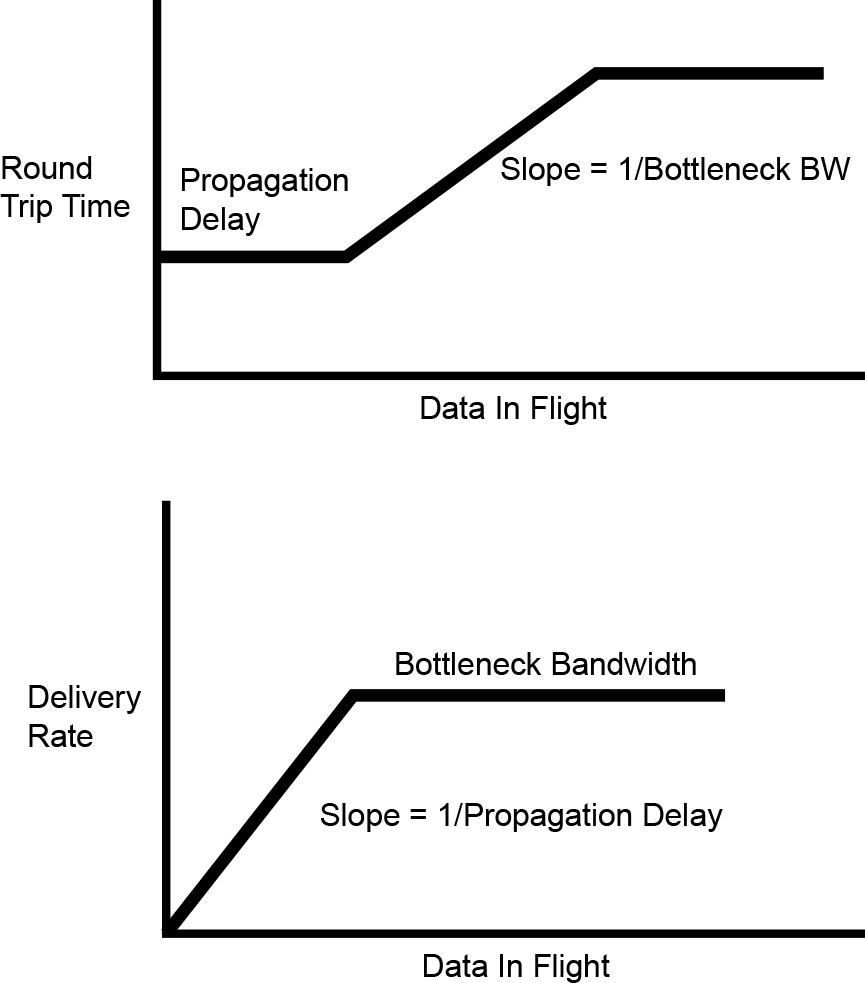 Round
Trip Time
Propagation
Delay
Slope = 1/Bottleneck BW
Data In Flight
Bottleneck Bandwidth
Delivery
Rate
Slope = 1/Propagation Delay
Data In Flight